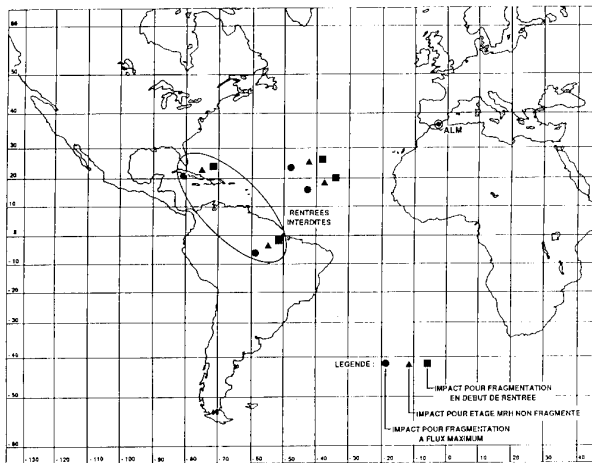 60
50
40
30
20
10
0
-10
-20
-30
-40
-50
-60
-130 -120 -110 -100 -90 -80 -70 -60 -50 -40 -30 -20 -10 0 10 20 30 40
ALM
RENTREES
INTERDITES
LEGENDE :
IMPACT POUR FRAGMENTATION
EN DEBUT DE RENTREE
IMPACT POUR ETAGE MRH NON FRAGMENTE
IMPACT POUR FRAGMENTATION
A FLUX MAXIMUM